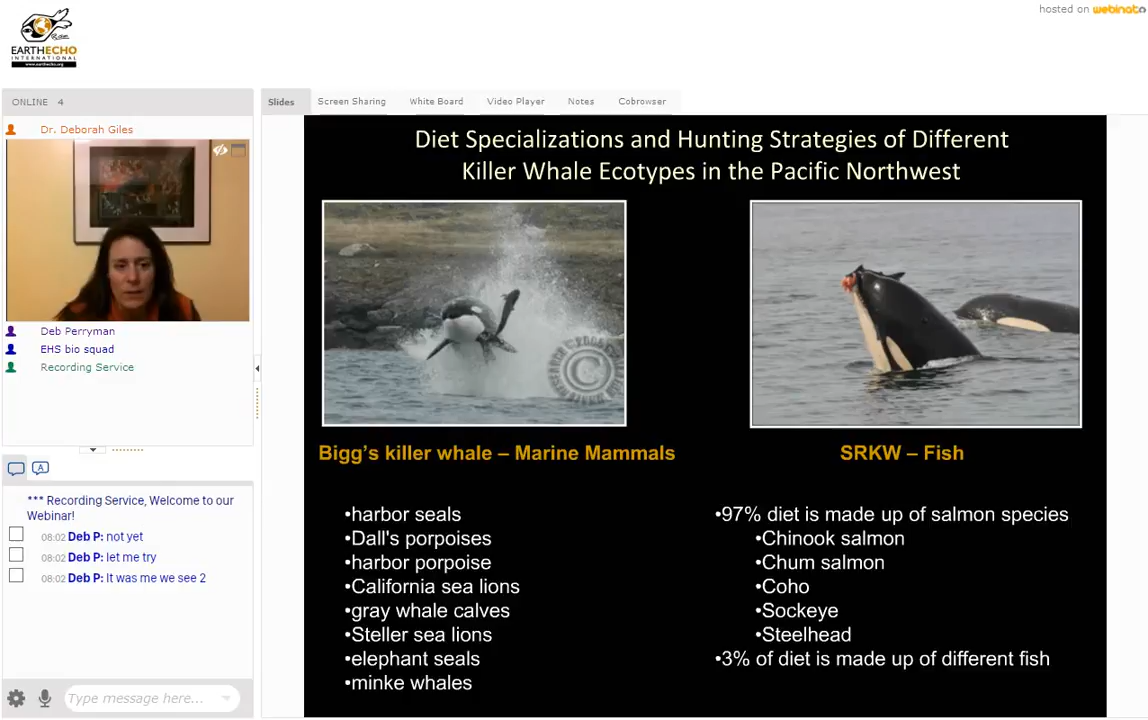 hosted on webinato
EARTHECHO
INTERNATIONAL
www.earthecho.org
ONLINE 4
Slides
Screen Sharing
White Board
Video Player
Notes
Cobrowser
Dr. Deborah Giles
Deb Perryman
EHS bio squad
Recording Service
A
*** Recording Service, Welcome to our
Webinar!
08:02 Deb P: not yet
08:02 Deb P: let me try
08:02 Deb P: It was me we see 2
Type message here...
Diet Specializations and Hunting Strategies of Different
Killer Whale Ecotypes in the Pacific Northwest
Bigg's killer whale – Marine Mammals
•harbor seals
•Dall's porpoises
•harbor porpoise
•California sea lions
•gray whale calves
•Steller sea lions
•elephant seals
•minke whales
SRKW – Fish
•97% diet is made up of salmon species
•Chinook salmon
•Chum salmon
•Coho
•Sockeye
•Steelhead
•3% of diet is made up of different fish